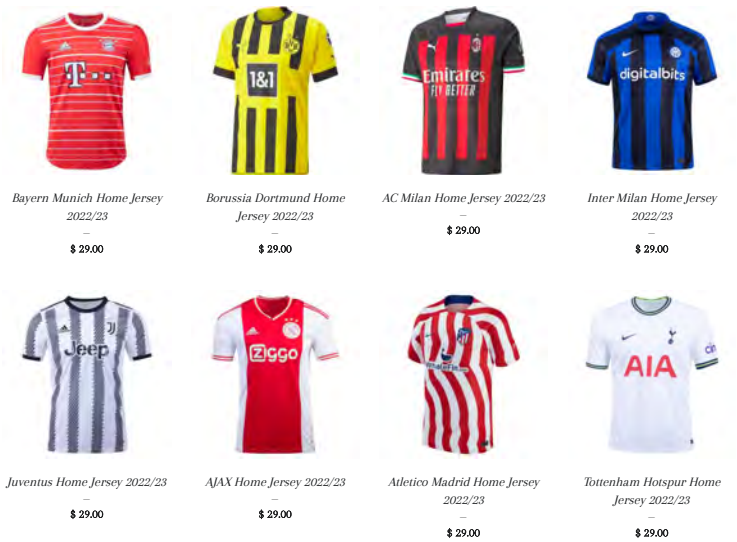 T
1&1
Emirates
FLY BETTER
digitalbits
Bayern Munich Home Jersey
2022/23
–
$ 29.00
Borussia Dortmund Home
Jersey 2022/23
–
$ 29.00
AC Milan Home Jersey 2022/23
–
$ 29.00
Inter Milan Home Jersey
2022/23
–
$ 29.00
Jeep
Ziggo
AIA
Juventus Home Jersey 2022/23
–
$ 29.00
AJAX Home Jersey 2022/23
–
$ 29.00
Atletico Madrid Home Jersey
2022/23
–
$ 29.00
Tottenham Hotspur Home
Jersey 2022/23
–
$ 29.00